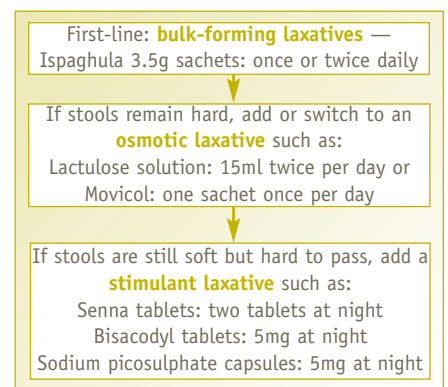 First-line: bulk-forming laxatives —
Ispaghula 3.5g sachets: once or twice daily
If stools remain hard, add or switch to an
osmotic laxative such as:
Lactulose solution: 15ml twice per day or
Movicol: one sachet once per day
If stools are still soft but hard to pass, add a
stimulant laxative such as:
Senna tablets: two tablets at night
Bisacodyl tablets: 5mg at night
Sodium picosulphate capsules: 5mg at night